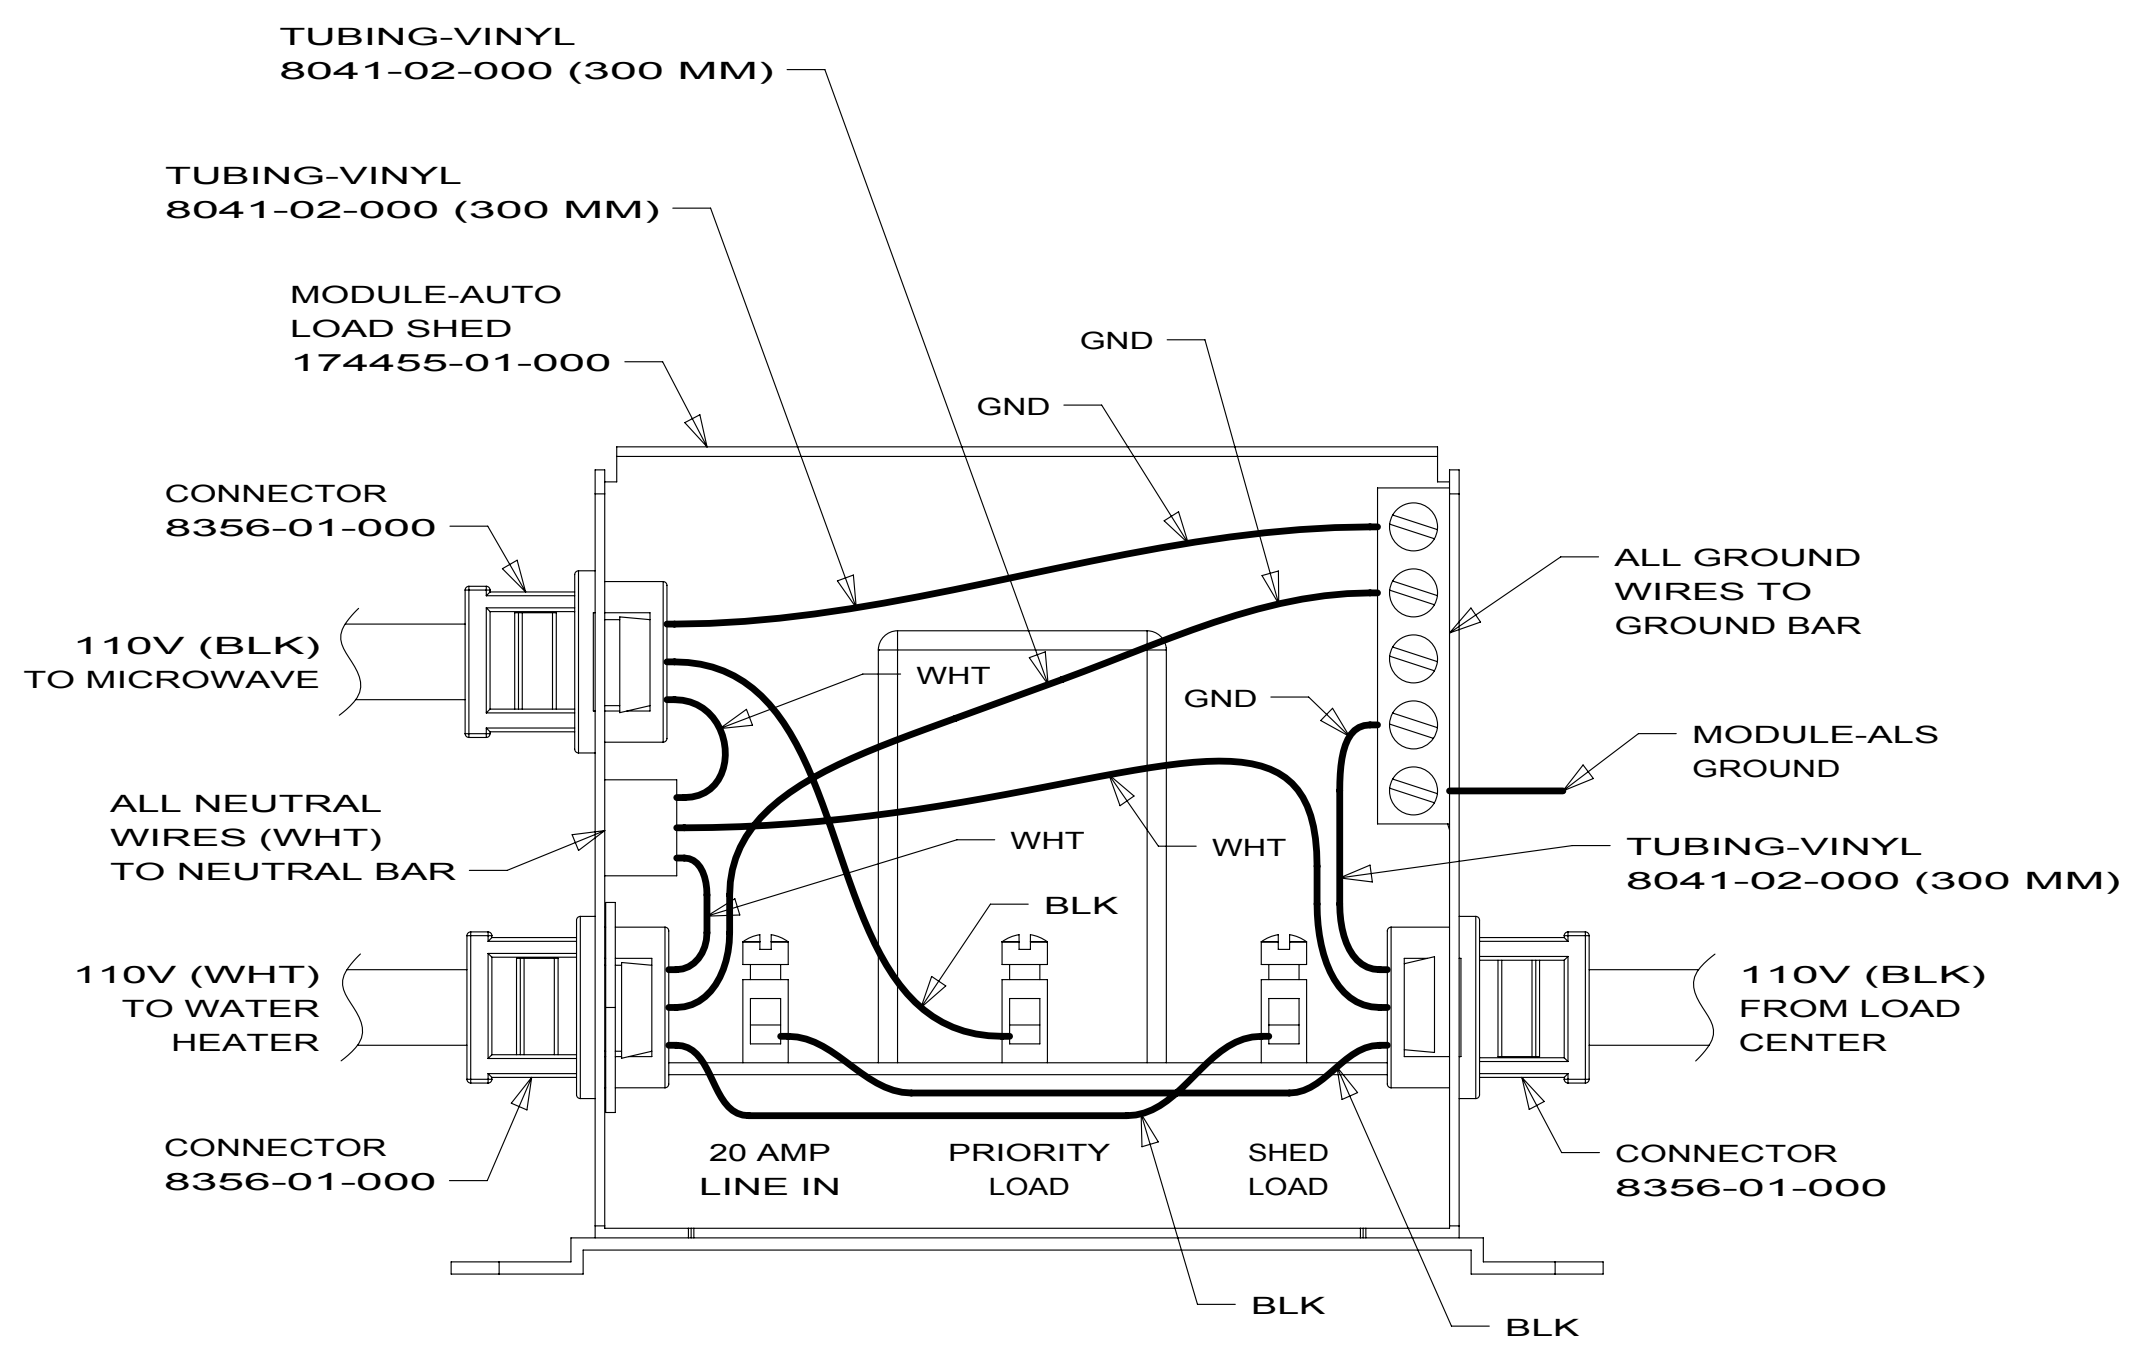 TUBING-VINYL
8041-02-000 (300 MM)
TUBING-VINYL
8041-02-000 (300 MM)
MODULE-AUTO
LOAD SHED
174455-01-000
GND
GND
CONNECTOR
8356-01-000
ALL GROUND
WIRES TO
GROUND BAR
110V (BLK)
TO MICROWAVE
WHT
GND
MODULE-ALS
GROUND
ALL NEUTRAL
WIRES (WHT)
TO NEUTRAL BAR
WHT
WHT
TUBING-VINYL
8041-02-000 (300 MM)
BLK
110V (WHT)
TO WATER
HEATER
110V (BLK)
FROM LOAD
CENTER
CONNECTOR
8356-01-000
20 AMP
LINE IN
PRIORITY
LOAD
SHED
LOAD
CONNECTOR
8356-01-000
BLK
BLK